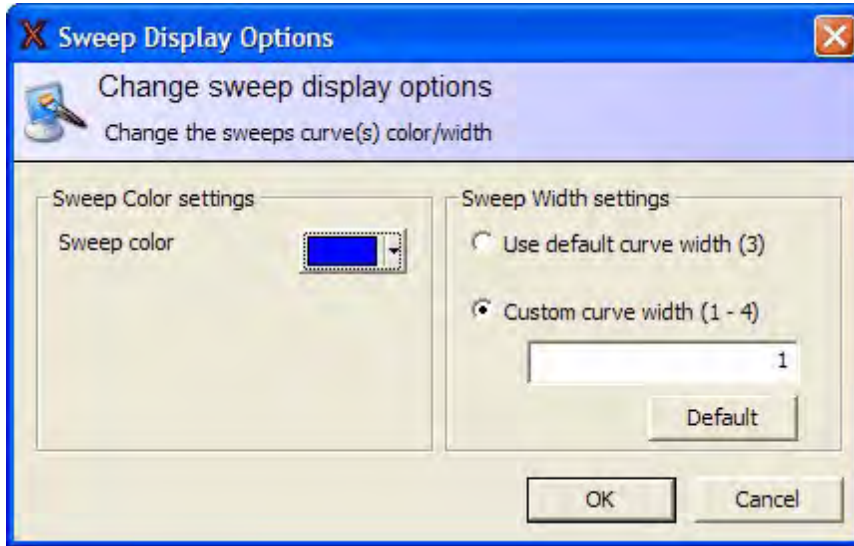 Sweep Display Options
Change sweep display options
Change the sweeps curve(s) color/width
Sweep Color settings
Sweep color
Sweep Width settings
Use default curve width (3)
Custom curve width (1 - 4)
1
Default
OK
Cancel